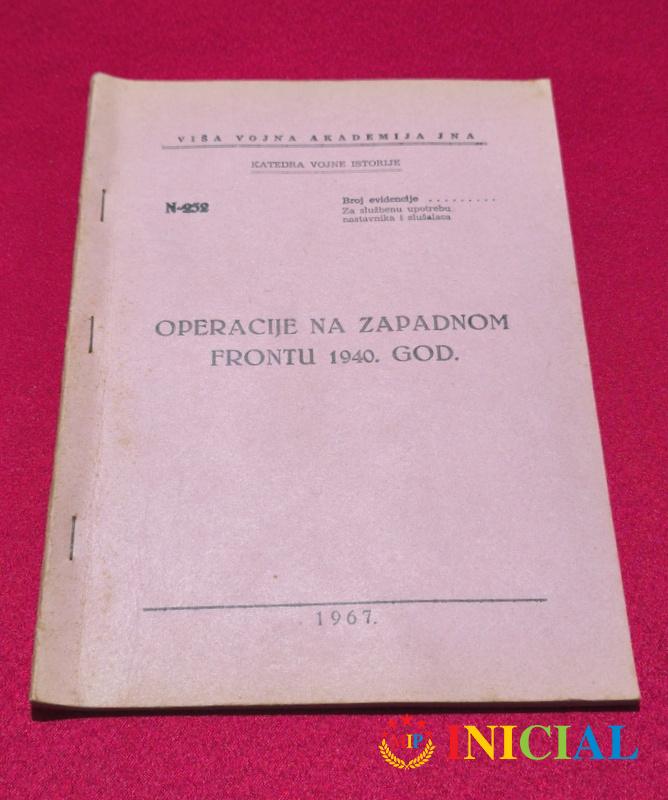 VIŠA VOJNA AKADEMIJA JNA
KATEDRA VOJNE ISTORIJE
N-252
Broj evidencije .........
Za službenu upotrebu
nastavnika i slušalaca
OPERACIJE NA ZAPADNOM
FRONTU 1940. GOD.
1967.
IP INICIAL